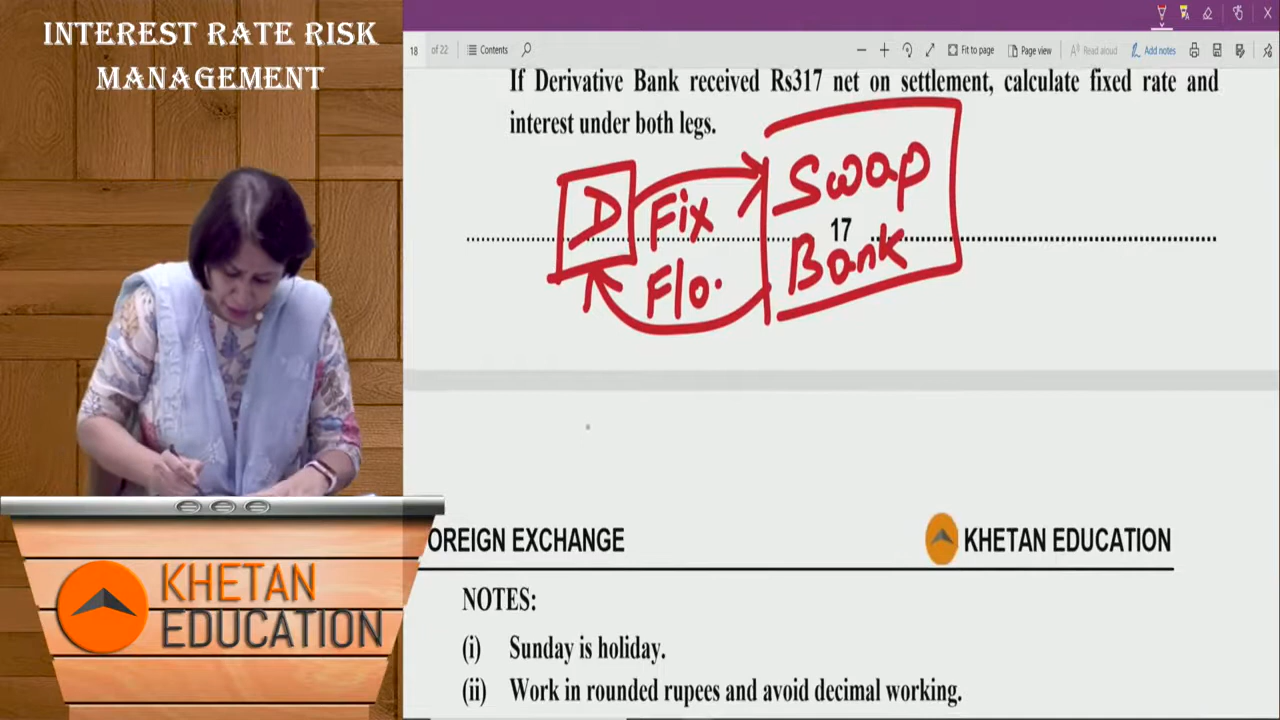 INTEREST RATE RISK
MANAGEMENT
18 of 22
Contents
Fit to page
Page view
Read aloud
Add notes
If Derivative Bank received Rs317 net on settlement, calculate fixed rate and
interest under both legs.
D
Fix
Flo.
Swap
Bank
17
OREIGN EXCHANGE
KHETAN EDUCATION
NOTES:
(i) Sunday is holiday.
(ii) Work in rounded rupees and avoid decimal working.
KHETAN
EDUCATION